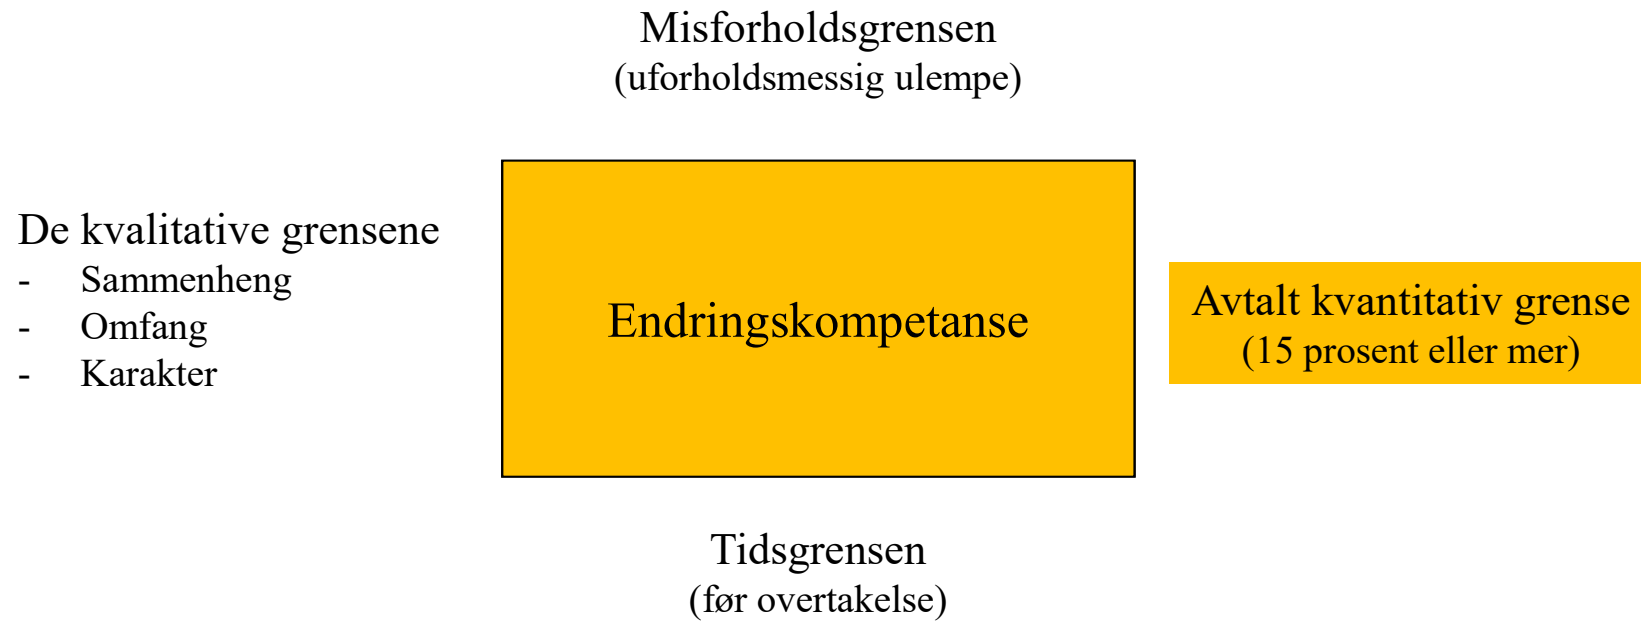 Misforholdsgrensen
(uforholdsmessig ulempe)
De kvalitative grensene
- Sammenheng
- Omfang
- Karakter
Endringskompetanse
Avtalt kvantitativ grense
(15 prosent eller mer)
Tidsgrensen
(før overtakelse)